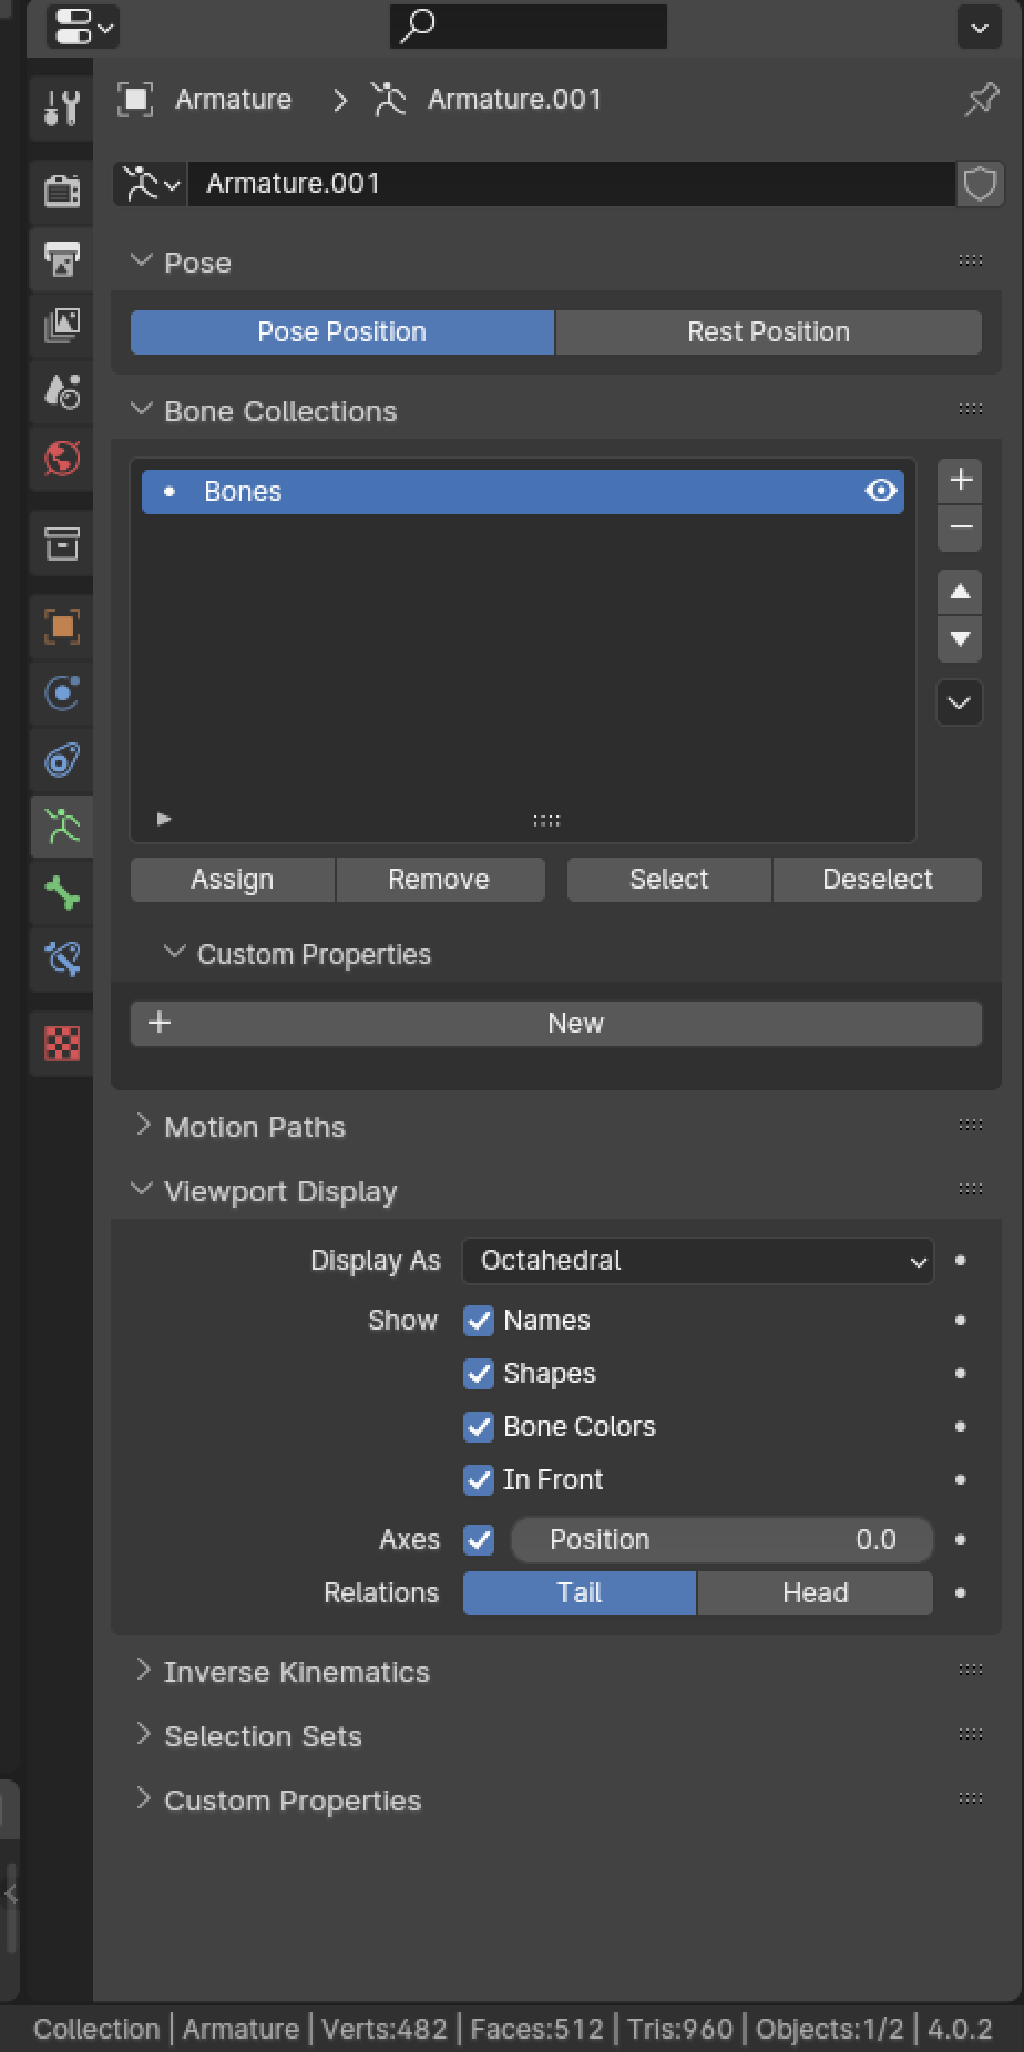 Armature > Armature.001
Armature.001
Pose
Pose Position Rest Position
Bone Collections
Bones
Assign Remove Select Deselect
Custom Properties
+ New
Motion Paths
Viewport Display
Display As Octahedral
Show Names
Shapes
Bone Colors
In Front
Axes Position 0.0
Relations Tail Head
Inverse Kinematics
Selection Sets
Custom Properties
Collection | Armature | Verts:482 | Faces:512 | Tris:960 | Objects:1/2 | 4.0.2